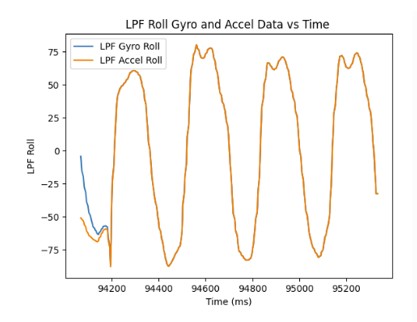 LPF Roll Gyro and Accel Data vs Time
LPF Gyro Roll
LPF Accel Roll
75
50
25
0
−25
−50
−75
LPF Roll
94200 94400 94600 94800 95000 95200
Time (ms)